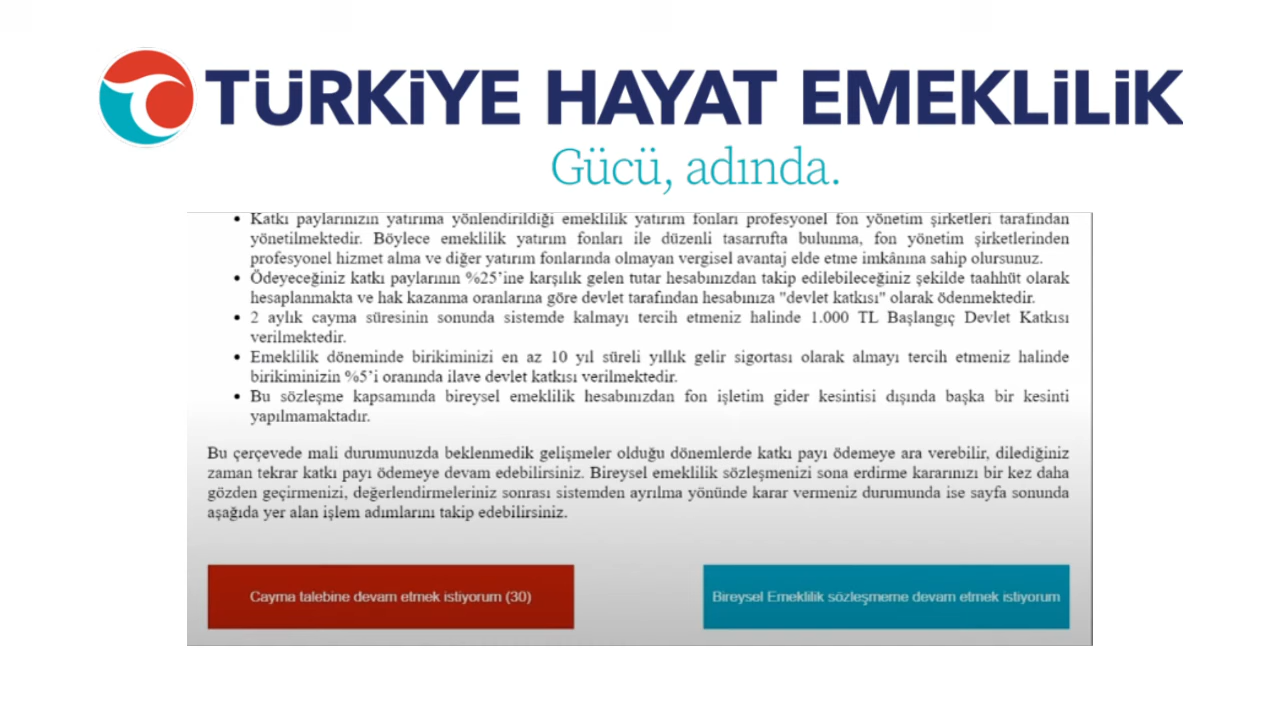 TÜRKİYE HAYAT EMEKLİLİK
Gücü, adında.
• Katkı paylarınızın yatırıma yönlendirildiği emeklilik yatırım fonları profesyonel fon yönetim şirketleri tarafından
yönetilmektedir. Böylece emeklilik yatırım fonları ile düzenli tasarrufta bulunma, fon yönetim şirketlerinden
profesyonel hizmet alma ve diğer yatırım fonlarında olmayan vergisel avantaj elde etme imkânına sahip olursunuz.
• Ödeyeceğiniz katkı paylarının %25’ine karşılık gelen tutar hesabınızdan takip edilebileceğiniz şekilde taahhüt olarak
hesaplanmakta ve hak kazanma oranlarına göre devlet tarafından hesabınıza "devlet katkısı" olarak ödenmektedir.
• 2 aylık cayma süresinin sonunda sistemde kalmayı tercih etmeniz halinde 1.000 TL Başlangıç Devlet Katkısı
verilmektedir.
• Emeklilik döneminde birikiminizi en az 10 yıl süreli yıllık gelir sigortası olarak almayı tercih etmeniz halinde
birikiminizin %5’i oranında ilave devlet katkısı verilmektedir.
• Bu sözleşme kapsamında bireysel emeklilik hesabınızdan fon işletim gider kesintisi dışında başka bir kesinti
yapılmamaktadır.
Bu çerçevede mali durumunuzda beklenmedik gelişmeler olduğu dönemlerde katkı payı ödemeye ara verebilir, dilediğiniz
zaman tekrar katkı payı ödemeye devam edebilirsiniz. Bireysel emeklilik sözleşmenizi sona erdirme kararınızı bir kez daha
gözden geçirmenizi, değerlendirmeleriniz sonrası sistemden ayrılma yönünde karar vermeniz durumunda ise sayfa sonunda
aşağıda yer alan işlem adımlarını takip edebilirsiniz.
Cayma talebine devam etmek istiyorum (30)
Bireysel Emeklilik sözleşmeme devam etmek istiyorum